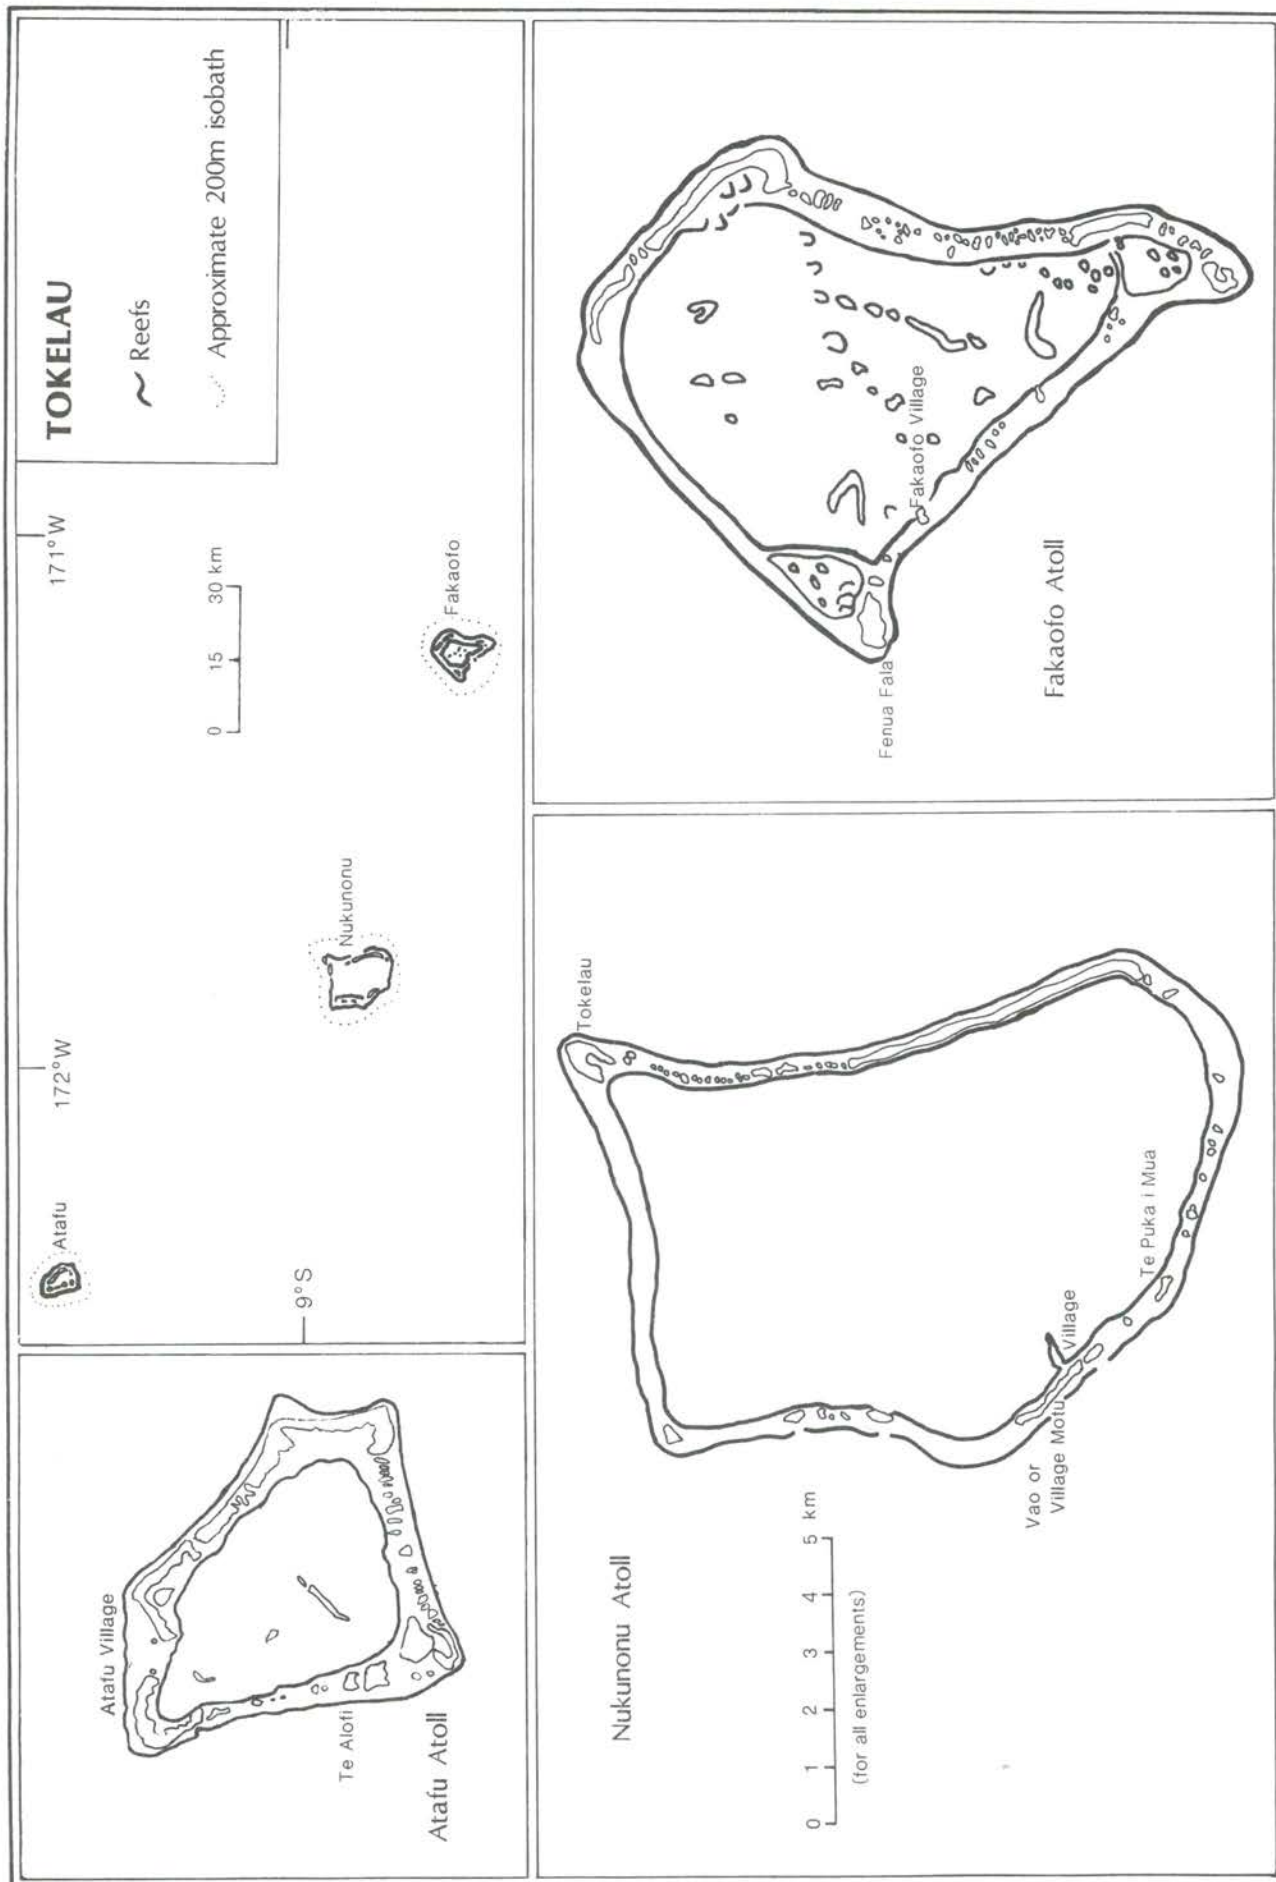 TOKELAU
Reefs
Approximate 200m isobath
172°W
171°W
9°S
Atafu
Nukunonu
Fakaofo
0 15 30 km
Atafu Village
Te Alofi
Atafu Atoll
Nukunonu Atoll
0 1 2 3 4 5 km
(for all enlargements)
Tokelau
Vao or
Village Motu
Village
Te Puka i Mua
Fenua Fala
Fakaofo Village
Fakaofo Atoll